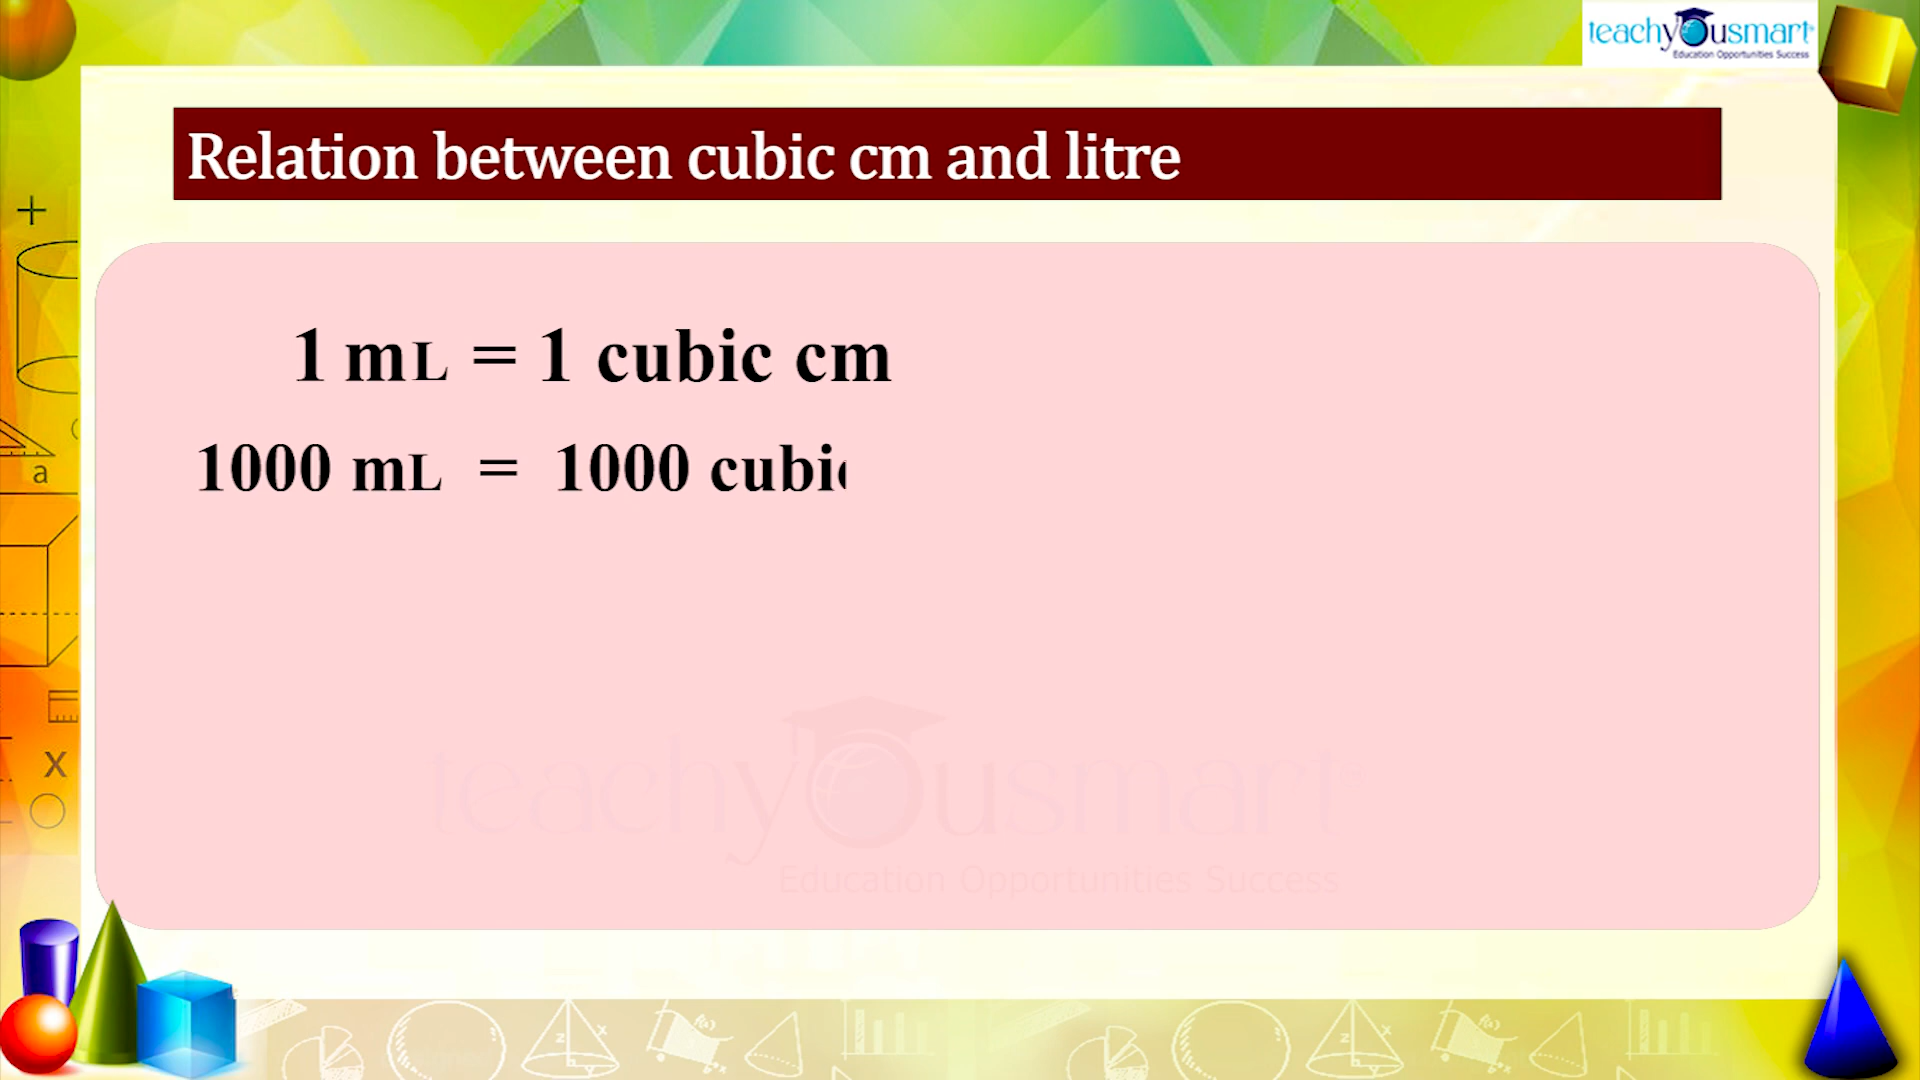 teachyousmart
Education Opportunities Success
Relation between cubic cm and litre
+
1 mL = 1 cubic cm
1000 mL = 1000
a
x
teachyousmart
Education Opportunities Success